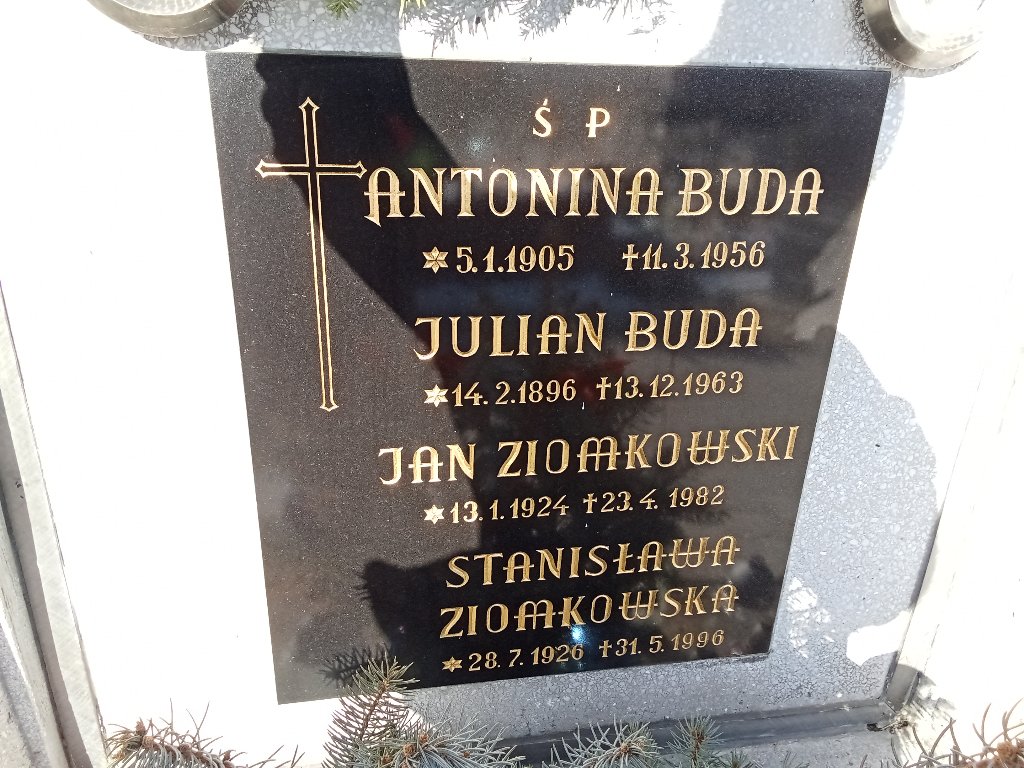 Ś P
ANTONINA BUDA
5.1.1905 †11.3.1956
JULIAN BUDA
14.2.1896 †13.12.1963
JAN ZIOMKOWSKI
13.1.1924 †23.4.1982
STANISŁAWA
ZIOMKOWSKA
28.7.1926 †31.5.1996